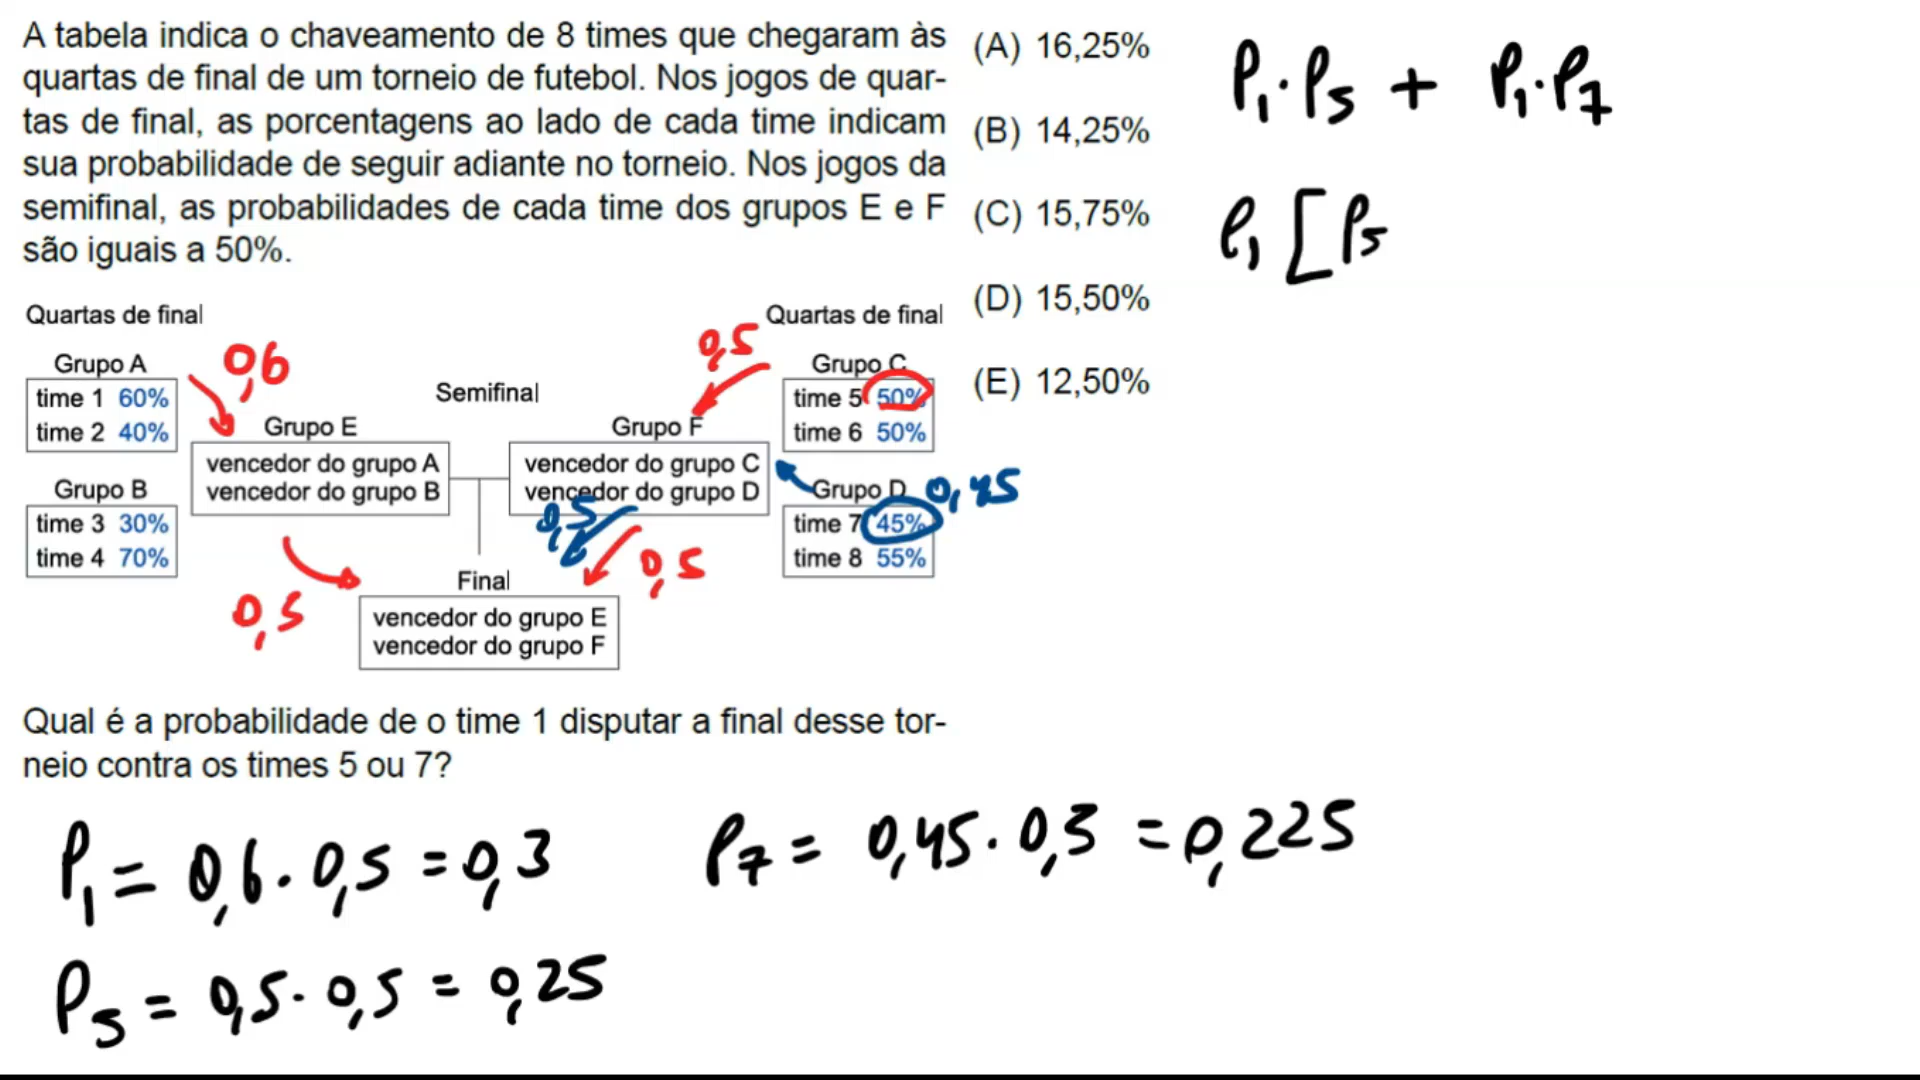 A tabela indica o chaveamento de 8 times que chegaram às
quartas de final de um torneio de futebol. Nos jogos de quar-
tas de final, as porcentagens ao lado de cada time indicam
sua probabilidade de seguir adiante no torneio. Nos jogos da
semifinal, as probabilidades de cada time dos grupos E e F
são iguais a 50%.
(A) 16,25%
(B) 14,25%
(C) 15,75%
(D) 15,50%
(E) 12,50%
P₁·P₅ + P₁·P₇
P₁ [P₅
Quartas de final
Grupo A
time 1 60%
time 2 40%
Grupo B
time 3 30%
time 4 70%
0,6
Semifinal
Grupo E
vencedor do grupo A
vencedor do grupo B
0,5
Grupo F
vencedor do grupo C
vencedor do grupo D
0,5
0,5
0,5
Final
vencedor do grupo E
vencedor do grupo F
Quartas de final
Grupo C
time 5 50%
time 6 50%
Grupo D
0,45
time 7 45%
time 8 55%
Qual é a probabilidade de o time 1 disputar a final desse tor-
neio contra os times 5 ou 7?
P₁ = 0,6 · 0,5 = 0,3
P₇ = 0,45 · 0,5 = 0,225
P₅ = 0,5 · 0,5 = 0,25